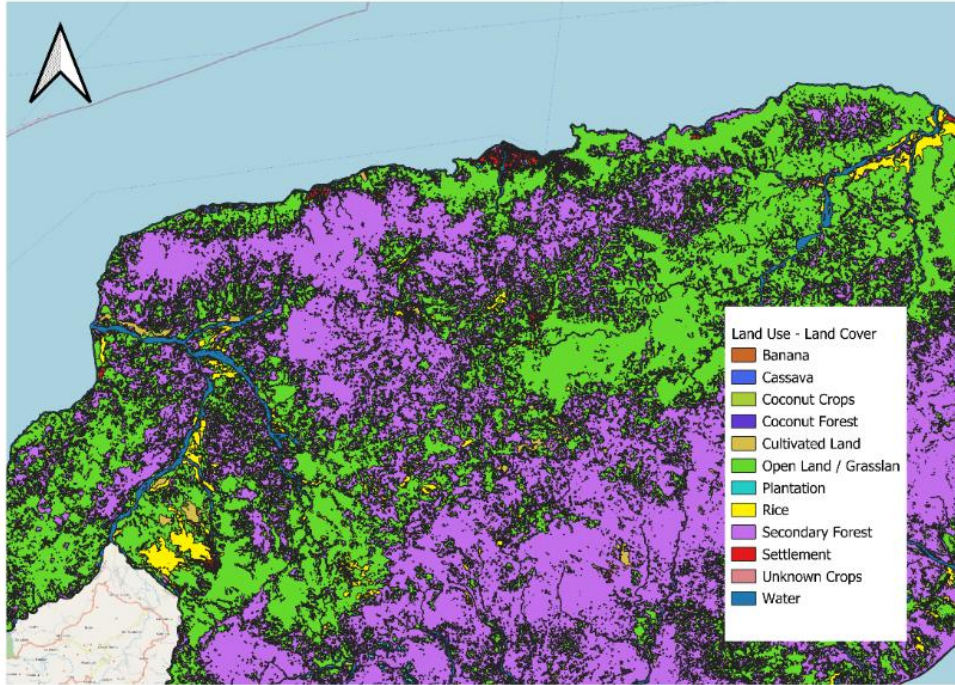 Land Use - Land Cover
Banana
Cassava
Coconut Crops
Coconut Forest
Cultivated Land
Open Land / Grasslan
Plantation
Rice
Secondary Forest
Settlement
Unknown Crops
Water